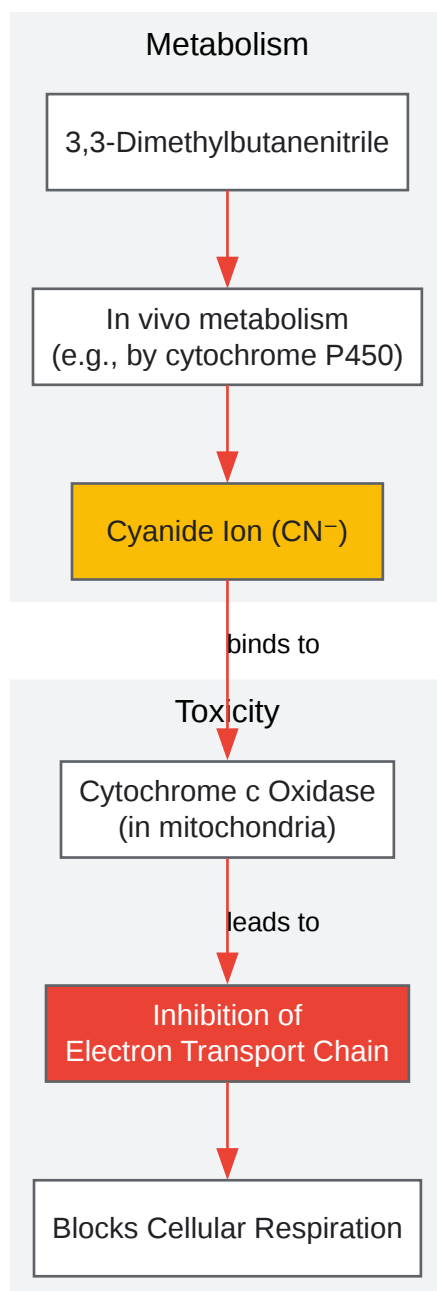 Metabolism
3,3-Dimethylbutanenitrile
In vivo metabolism
(e.g., by cytochrome P450)
Cyanide Ion (CN⁻)
binds to
Toxicity
Cytochrome c Oxidase
(in mitochondria)
leads to
Inhibition of
Electron Transport Chain
Blocks Cellular Respiration